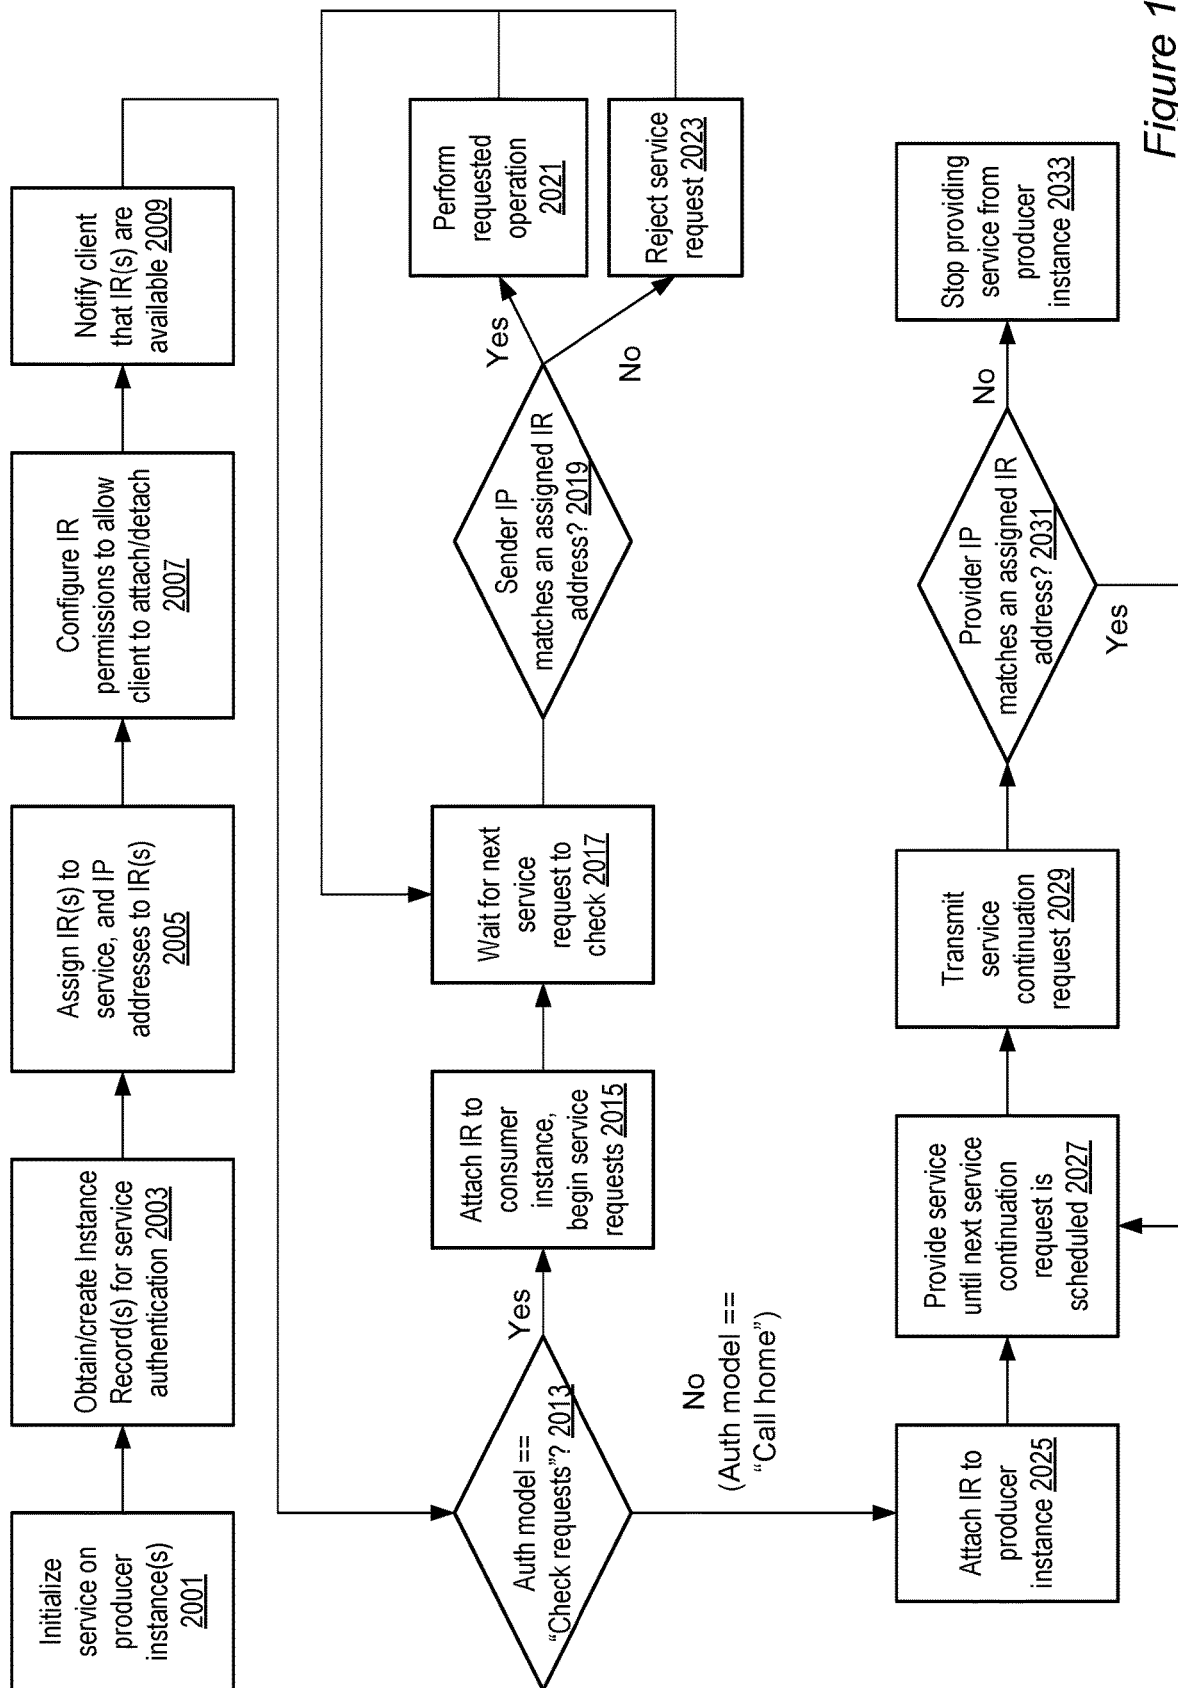 Initialize
service on
producer
instance(s)
2001
Obtain/create Instance
Record(s) for service
authentication 2003
Assign IR(s) to
service, and IP
addresses to IR(s)
2005
Configure IR
permissions to allow
client to attach/detach
2007
Notify client
that IR(s) are
available 2009
Auth model ==
“Check requests”? 2013
Yes
Attach IR to
consumer
instance,
begin service
requests 2015
Wait for next
service
request to
check 2017
Sender IP
matches an assigned IR
address? 2019
Yes
No
Perform
requested
operation
2021
Reject service
request 2023
No
(Auth model ==
“Call home”)
Attach IR to
producer
instance 2025
Provide service
until next service
continuation
request is
scheduled 2027
Transmit
service
continuation
request 2029
Provider IP
matches an assigned IR
address? 2031
No
Yes
Stop providing
service from
producer
instance 2033
Figure 1